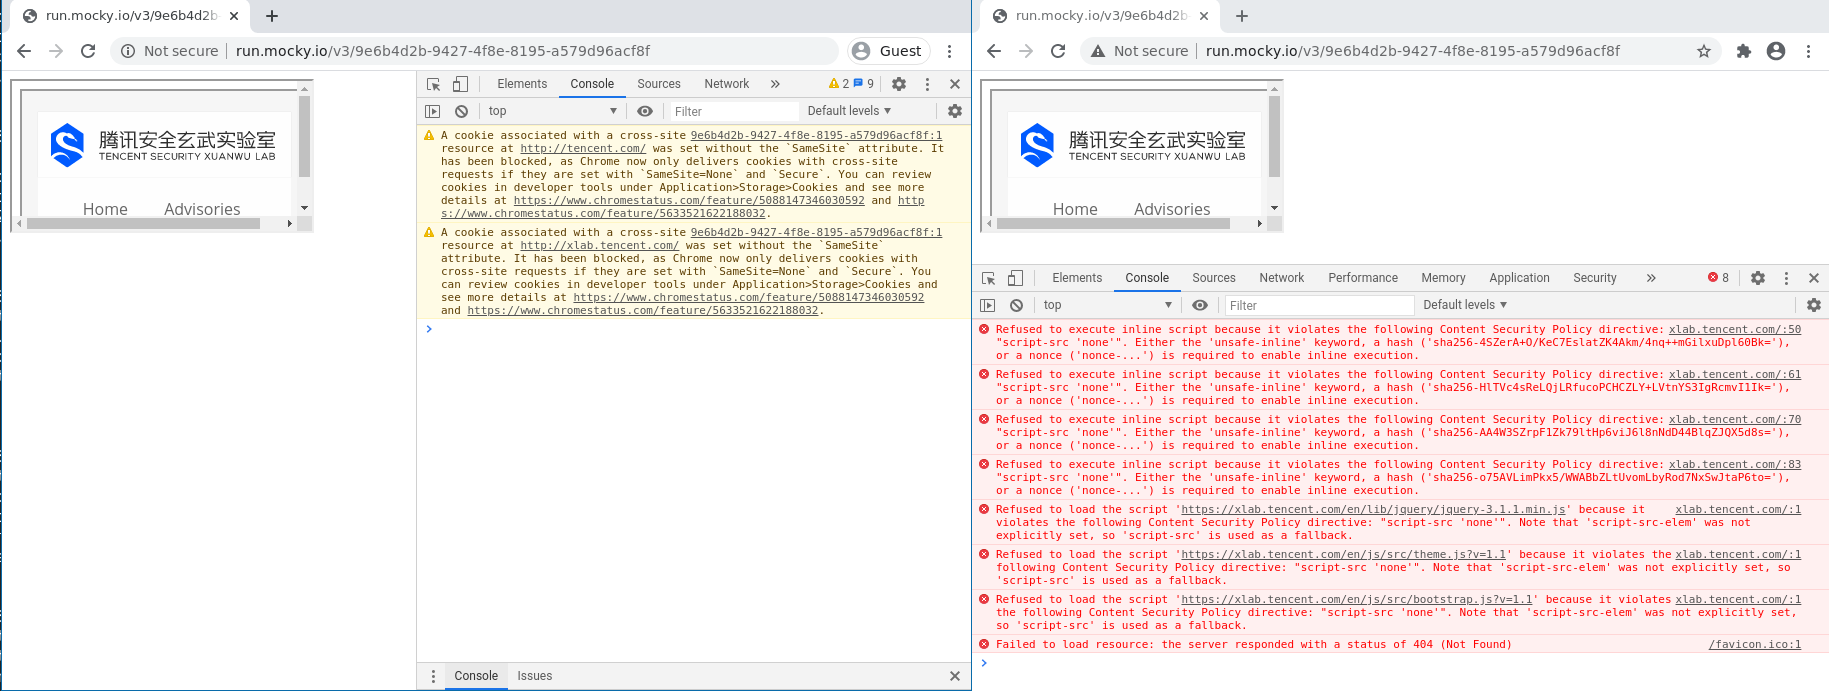 run.mocky.io/v3/9e6b4d2b-
Not secure
run.mocky.io/v3/9e6b4d2b-9427-4f8e-8195-a579d96acf8f
Guest
腾讯安全玄武实验室
TENCENT SECURITY XUANWU LAB
Home Advisories
Elements Console Sources Network » 2 9
top Filter Default levels
A cookie associated with a cross-site 9e6b4d2b-9427-4f8e-8195-a579d96acf8f:1
resource at http://tencent.com/ was set without the `SameSite` attribute. It
has been blocked, as Chrome now only delivers cookies with cross-site
requests if they are set with `SameSite=None` and `Secure`. You can review
cookies in developer tools under Application>Storage>Cookies and see more
details at https://www.chromestatus.com/feature/5088147346030592 and http
s://www.chromestatus.com/feature/5633521622188032.
A cookie associated with a cross-site 9e6b4d2b-9427-4f8e-8195-a579d96acf8f:1
resource at http://xlab.tencent.com/ was set without the `SameSite`
attribute. It has been blocked, as Chrome now only delivers cookies with
cross-site requests if they are set with `SameSite=None` and `Secure`. You
can review cookies in developer tools under Application>Storage>Cookies and
see more details at https://www.chromestatus.com/feature/5088147346030592
and https://www.chromestatus.com/feature/5633521622188032.
Console Issues
run.mocky.io/v3/9e6b4d2b-
Not secure
run.mocky.io/v3/9e6b4d2b-9427-4f8e-8195-a579d96acf8f
腾讯安全玄武实验室
TENCENT SECURITY XUANWU LAB
Home Advisories
Elements Console Sources Network Performance Memory Application Security » 8
top Filter Default levels
Refused to execute inline script because it violates the following Content Security Policy directive: xlab.tencent.com/:50
"script-src 'none'". Either the 'unsafe-inline' keyword, a hash ('sha256-4SZerA+O/KeC7EslatZK4Akm/4nq++mGilxuDpl60Bk='),
or a nonce ('nonce-...') is required to enable inline execution.
Refused to execute inline script because it violates the following Content Security Policy directive: xlab.tencent.com/:61
"script-src 'none'". Either the 'unsafe-inline' keyword, a hash ('sha256-HlTVc4sReLQjLRfucoPCHCZLY+LVtnYS3IgRcmvI1Ik='),
or a nonce ('nonce-...') is required to enable inline execution.
Refused to execute inline script because it violates the following Content Security Policy directive: xlab.tencent.com/:70
"script-src 'none'". Either the 'unsafe-inline' keyword, a hash ('sha256-AA4W3SZrpF1Zk79ltHp6viJ6l8nNdD44BlqZJQX5d8s='),
or a nonce ('nonce-...') is required to enable inline execution.
Refused to execute inline script because it violates the following Content Security Policy directive: xlab.tencent.com/:83
"script-src 'none'". Either the 'unsafe-inline' keyword, a hash ('sha256-o75AVLimPkx5/WWABbZLtUvomLbyRod7NxSwJtaP6to='),
or a nonce ('nonce-...') is required to enable inline execution.
Refused to load the script 'https://xlab.tencent.com/en/lib/jquery/jquery-3.1.1.min.js' because it xlab.tencent.com/:1
violates the following Content Security Policy directive: "script-src 'none'". Note that 'script-src-elem' was not
explicitly set, so 'script-src' is used as a fallback.
Refused to load the script 'https://xlab.tencent.com/en/js/src/theme.js?v=1.1' because it violates the xlab.tencent.com/:1
following Content Security Policy directive: "script-src 'none'". Note that 'script-src-elem' was not explicitly set, so
'script-src' is used as a fallback.
Refused to load the script 'https://xlab.tencent.com/en/js/src/bootstrap.js?v=1.1' because it violates xlab.tencent.com/:1
the following Content Security Policy directive: "script-src 'none'". Note that 'script-src-elem' was not explicitly set,
so 'script-src' is used as a fallback.
Failed to load resource: the server responded with a status of 404 (Not Found) /favicon.ico:1